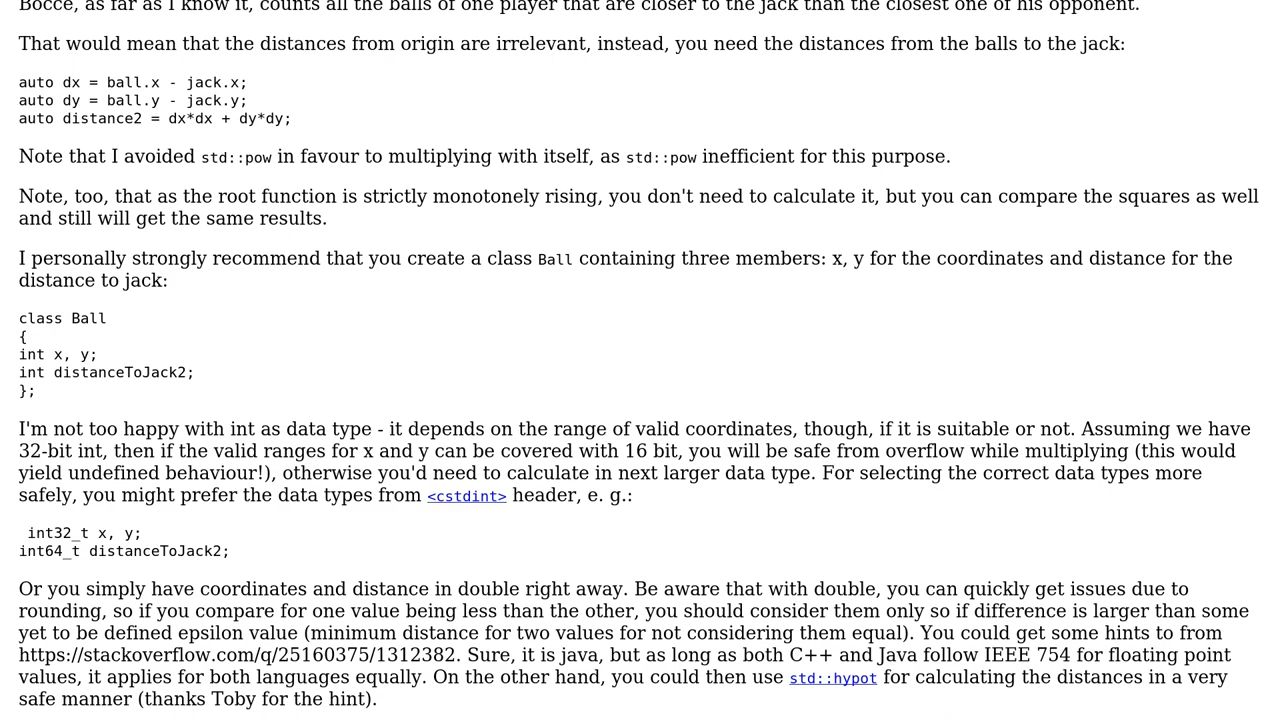 Bocce, as far as I know it, counts all the balls of one player that are closer to the jack than the closest one of his opponent.
That would mean that the distances from origin are irrelevant, instead, you need the distances from the balls to the jack:
auto dx = ball.x - jack.x;
auto dy = ball.y - jack.y;
auto distance2 = dx*dx + dy*dy;
Note that I avoided std::pow in favour to multiplying with itself, as std::pow inefficient for this purpose.
Note, too, that as the root function is strictly monotonely rising, you don't need to calculate it, but you can compare the squares as well
and still will get the same results.
I personally strongly recommend that you create a class Ball containing three members: x, y for the coordinates and distance for the
distance to jack:
class Ball
{
int x, y;
int distanceToJack2;
};
I'm not too happy with int as data type - it depends on the range of valid coordinates, though, if it is suitable or not. Assuming we have
32-bit int, then if the valid ranges for x and y can be covered with 16 bit, you will be safe from overflow while multiplying (this would
yield undefined behaviour!), otherwise you'd need to calculate in next larger data type. For selecting the correct data types more
safely, you might prefer the data types from <cstdint> header, e. g.:
int32_t x, y;
int64_t distanceToJack2;
Or you simply have coordinates and distance in double right away. Be aware that with double, you can quickly get issues due to
rounding, so if you compare for one value being less than the other, you should consider them only so if difference is larger than some
yet to be defined epsilon value (minimum distance for two values for not considering them equal). You could get some hints to from
https://stackoverflow.com/q/25160375/1312382. Sure, it is java, but as long as both C++ and Java follow IEEE 754 for floating point
values, it applies for both languages equally. On the other hand, you could then use std::hypot for calculating the distances in a very
safe manner (thanks Toby for the hint).